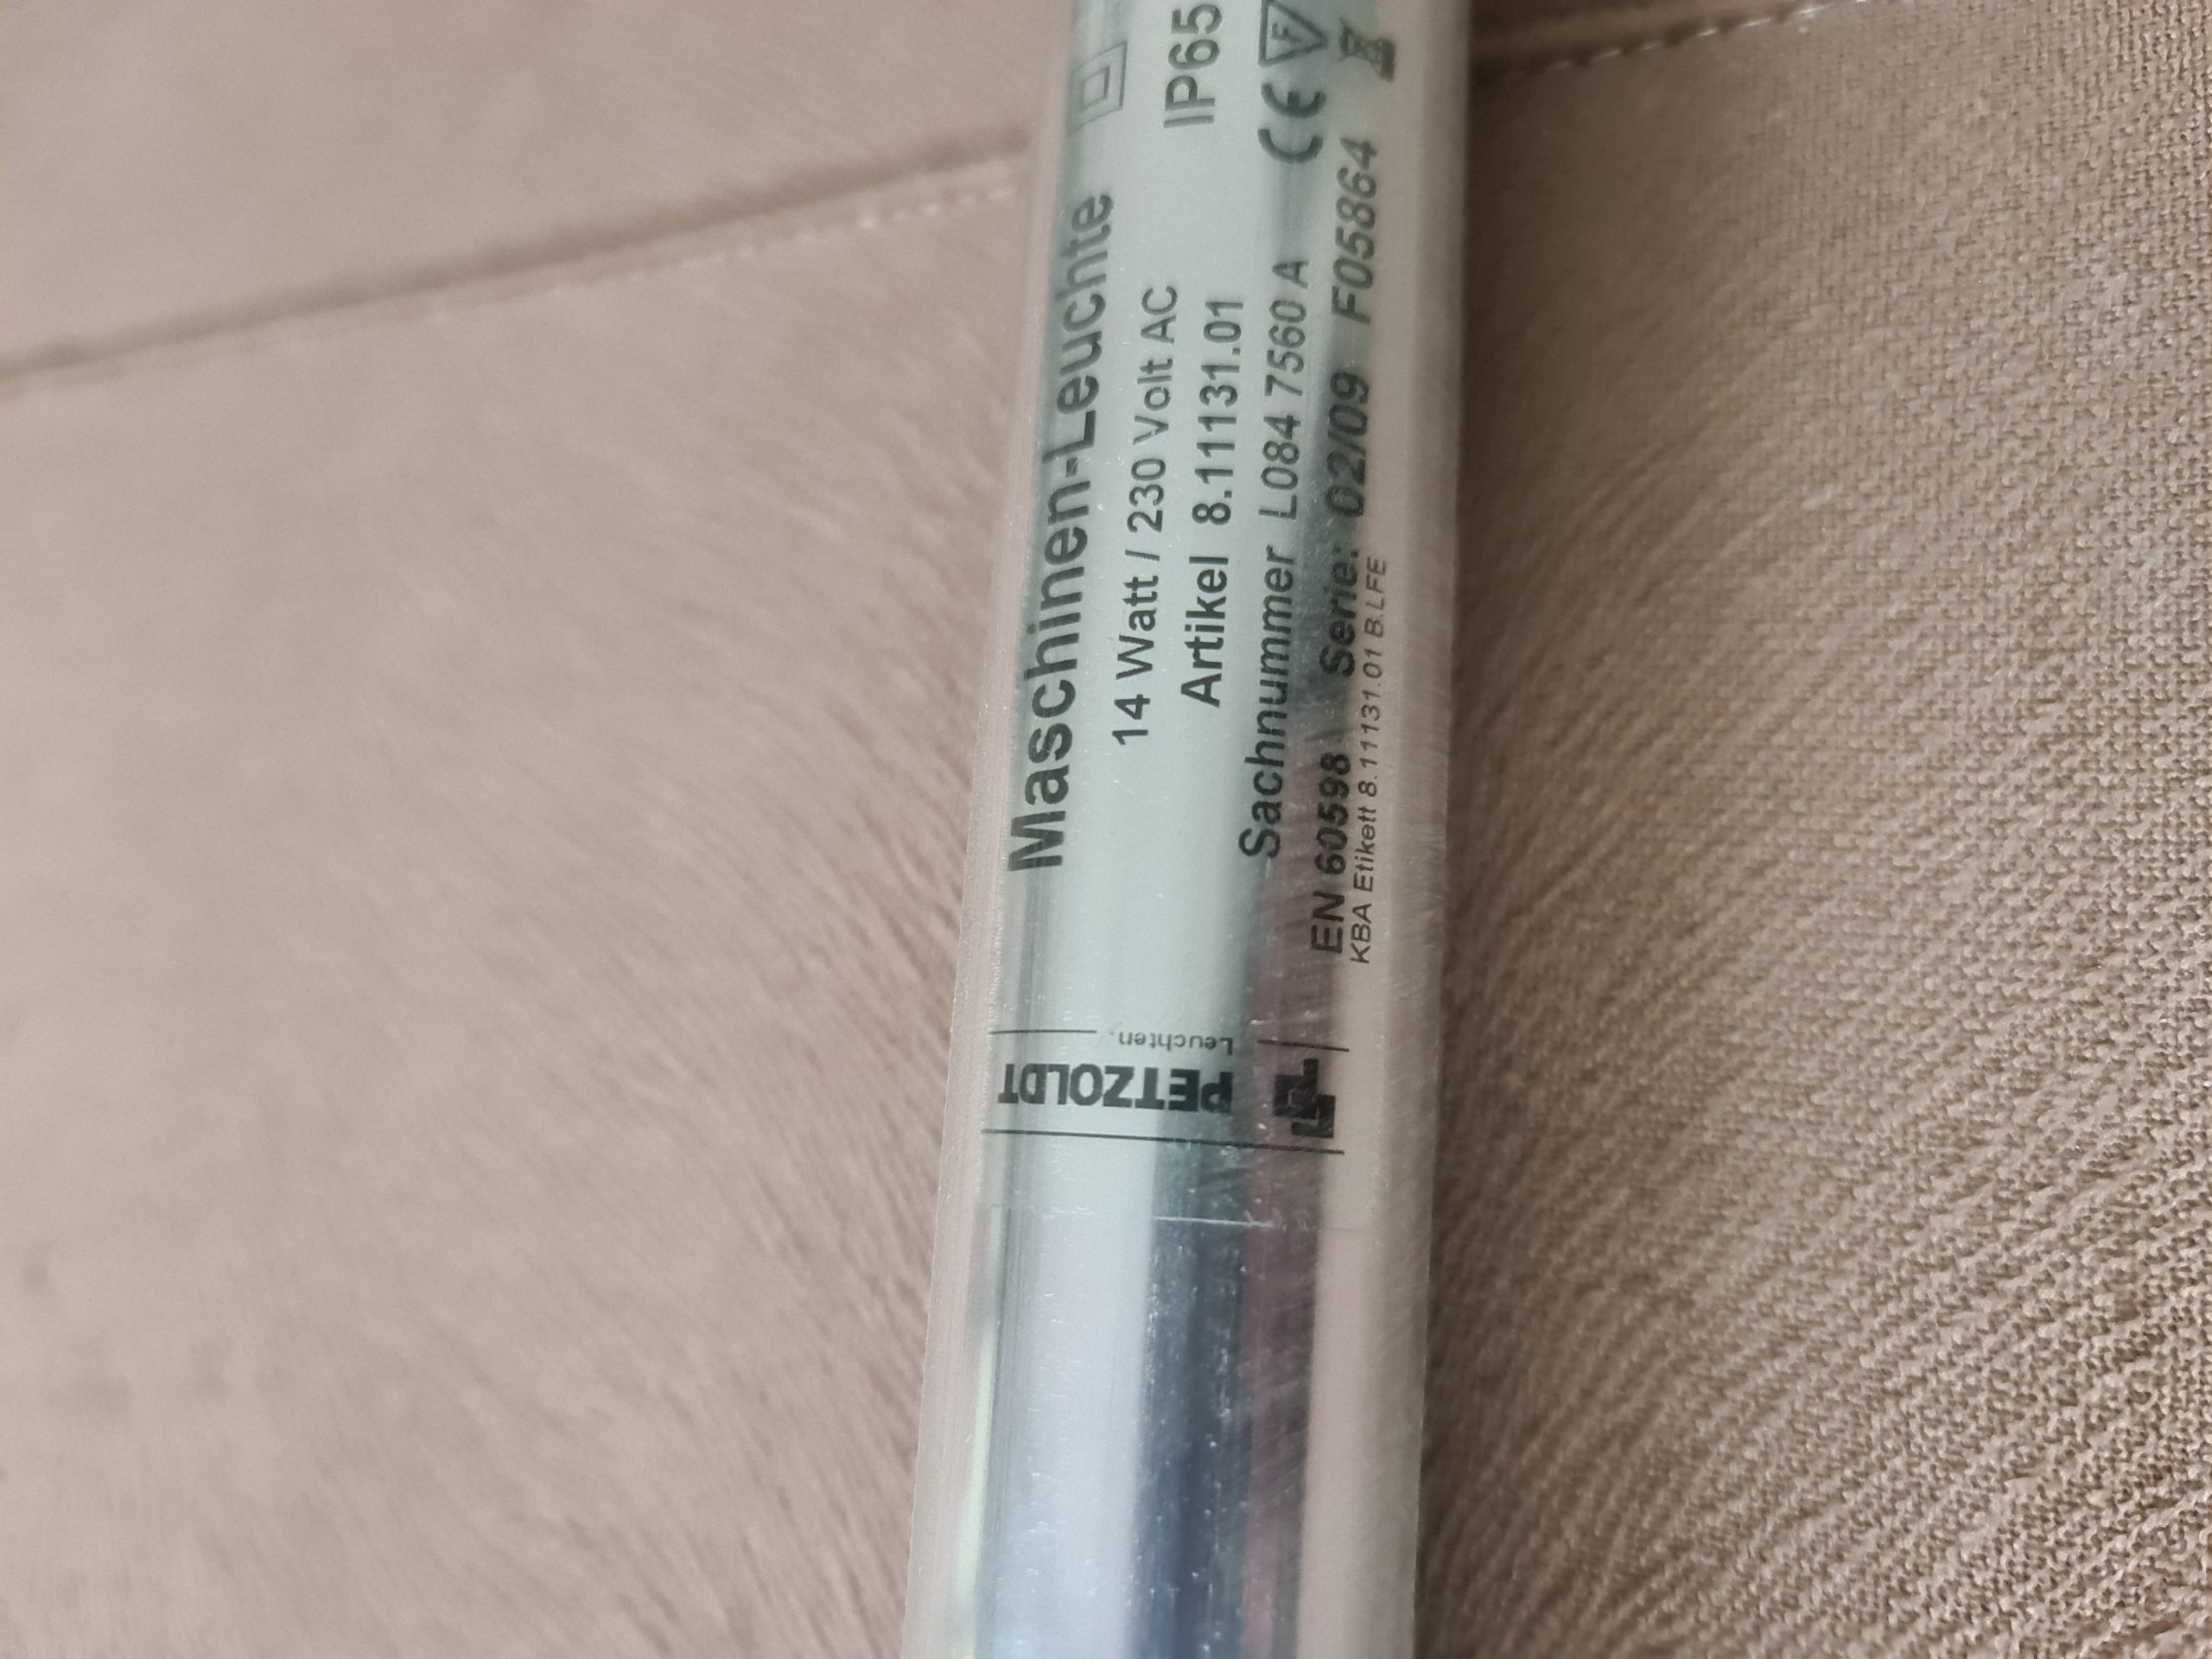 Maschinen-Leuchte
14 Watt / 230 Volt AC IP65
Artikel 8.11131.01
Sachnummer L084 7560 A CE F
EN 60598 Serie: 02/09 F05864
KBA Etikett 8.11131.01 B.LFE
PETZOLDT
Leuchten.